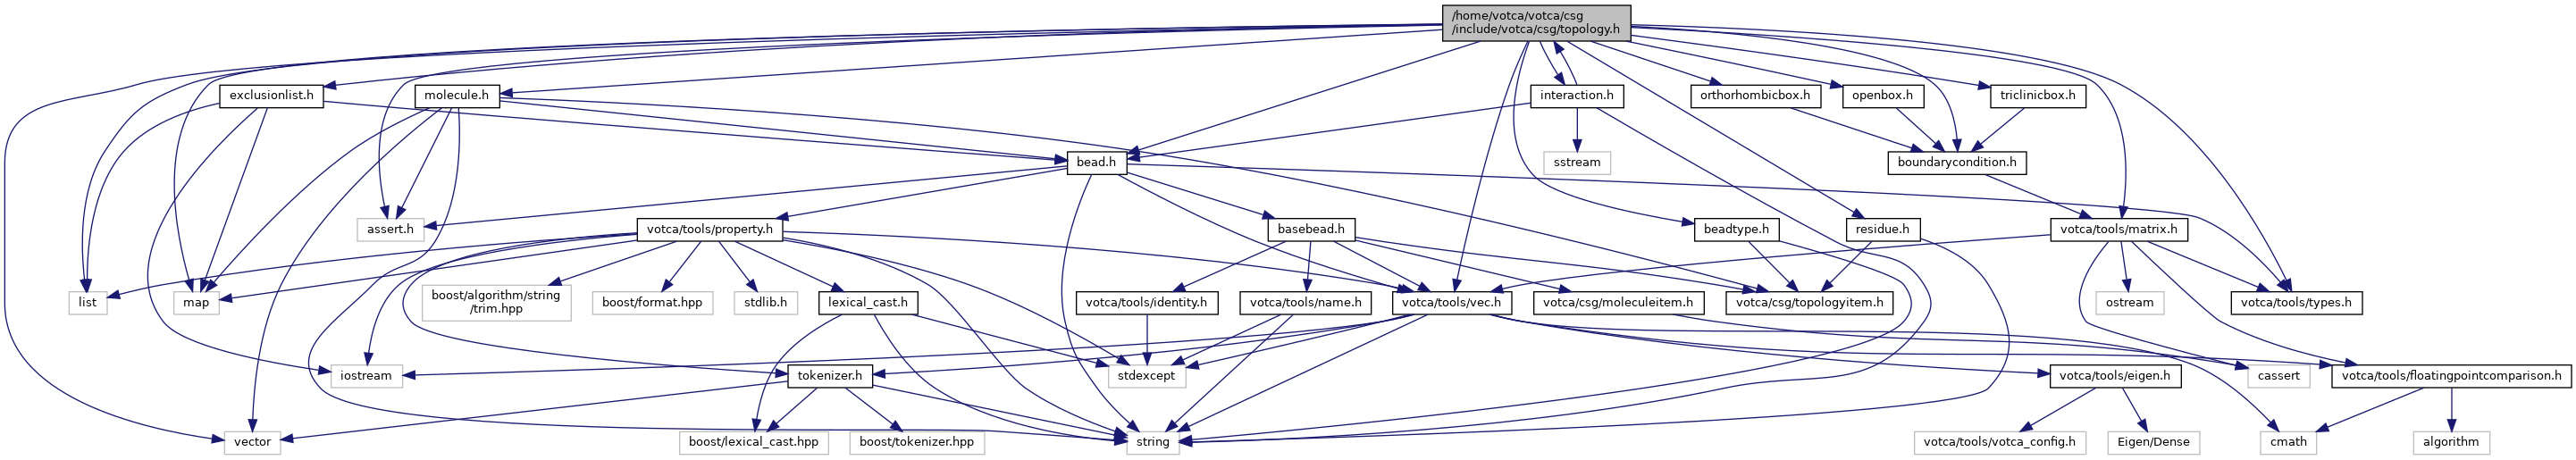 /home/votca/votca/csg
/include/votca/csg/topology.h
exclusionlist.h
molecule.h
interaction.h
orthorhombicbox.h
openbox.h
triclinicbox.h
bead.h
sstream
boundarycondition.h
assert.h
votca/tools/property.h
basebead.h
beadtype.h
residue.h
votca/tools/matrix.h
list
map
boost/algorithm/string
/trim.hpp
boost/format.hpp
stdlib.h
lexical_cast.h
votca/tools/identity.h
votca/tools/name.h
votca/tools/vec.h
votca/csg/moleculeitem.h
votca/csg/topologyitem.h
ostream
votca/tools/types.h
iostream
tokenizer.h
stdexcept
votca/tools/eigen.h
cassert
votca/tools/floatingpointcomparison.h
vector
boost/lexical_cast.hpp
boost/tokenizer.hpp
string
votca/tools/votca_config.h
Eigen/Dense
cmath
algorithm